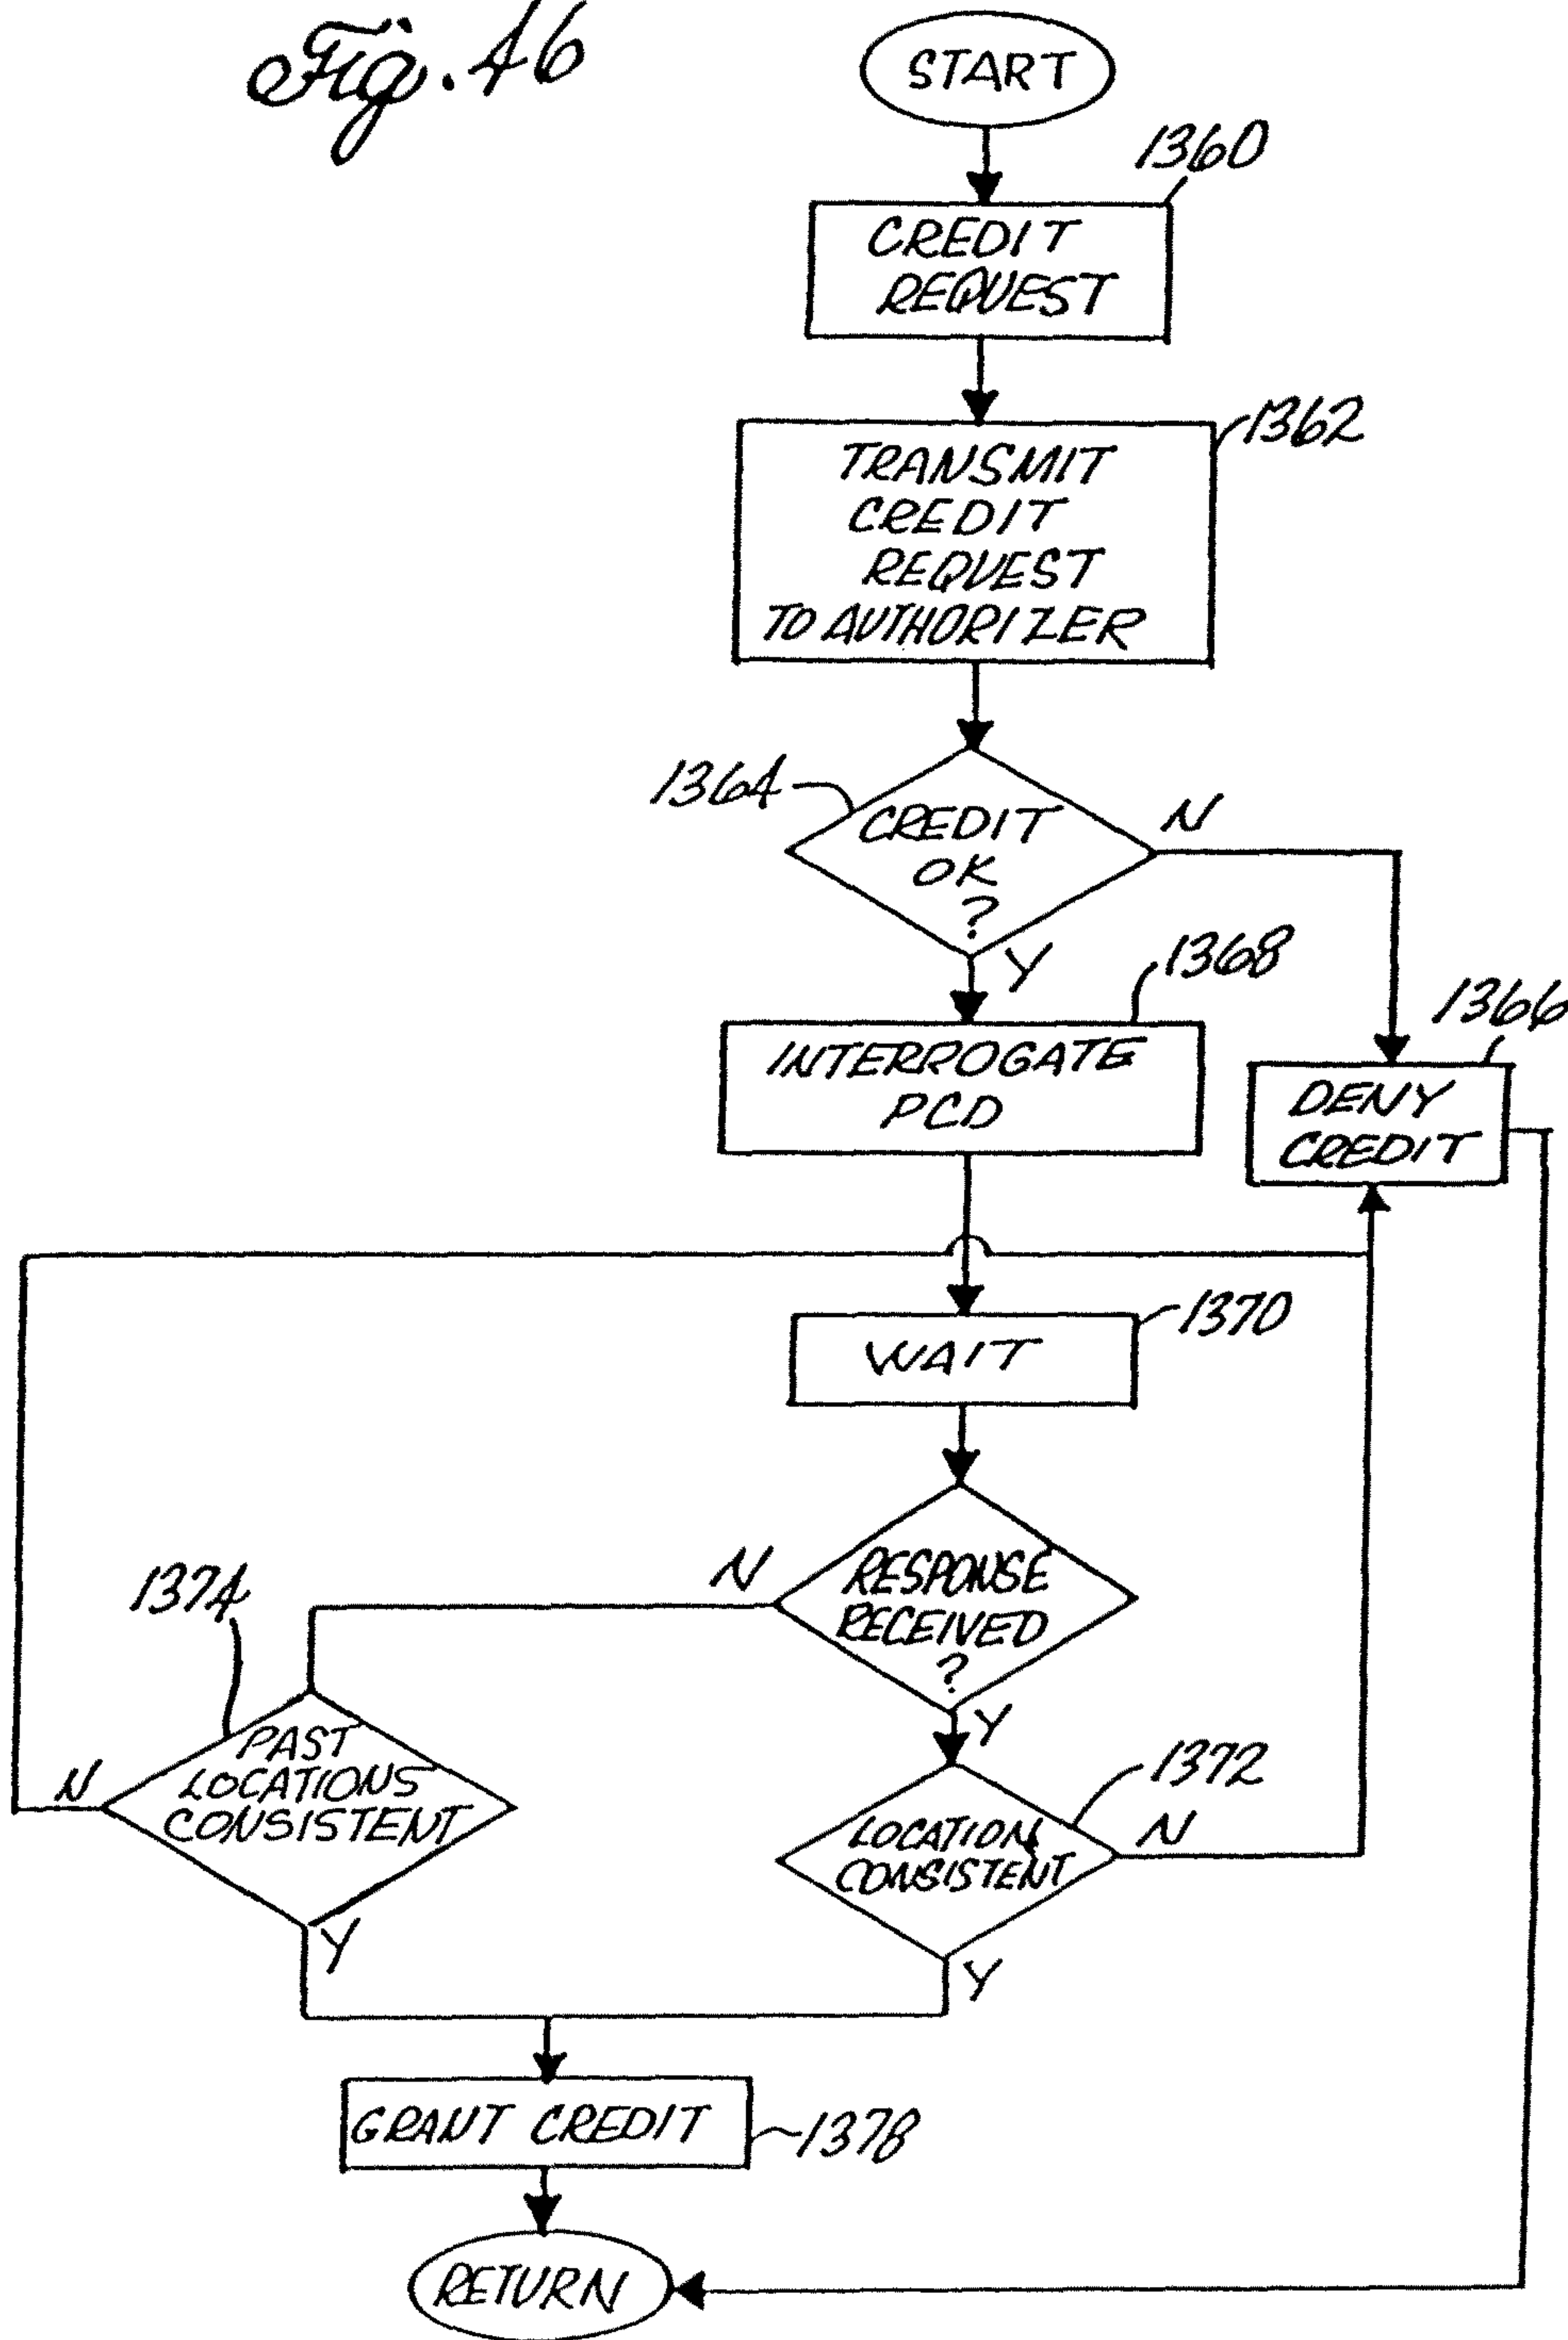 Fig. 46
START
1360
CREDIT
REQUEST
1362
TRANSMIT
CREDIT
REQUEST
TO AUTHORIZER
1364
CREDIT
OK
?
N
Y
1368
1366
INTERROGATE
PCD
DENY
CREDIT
1370
WAIT
N
RESPONSE
RECEIVED
?
Y
1374
PAST
LOCATIONS
CONSISTENT
N
Y
1372
LOCATION
CONSISTENT
N
Y
GRANT CREDIT
1378
RETURN